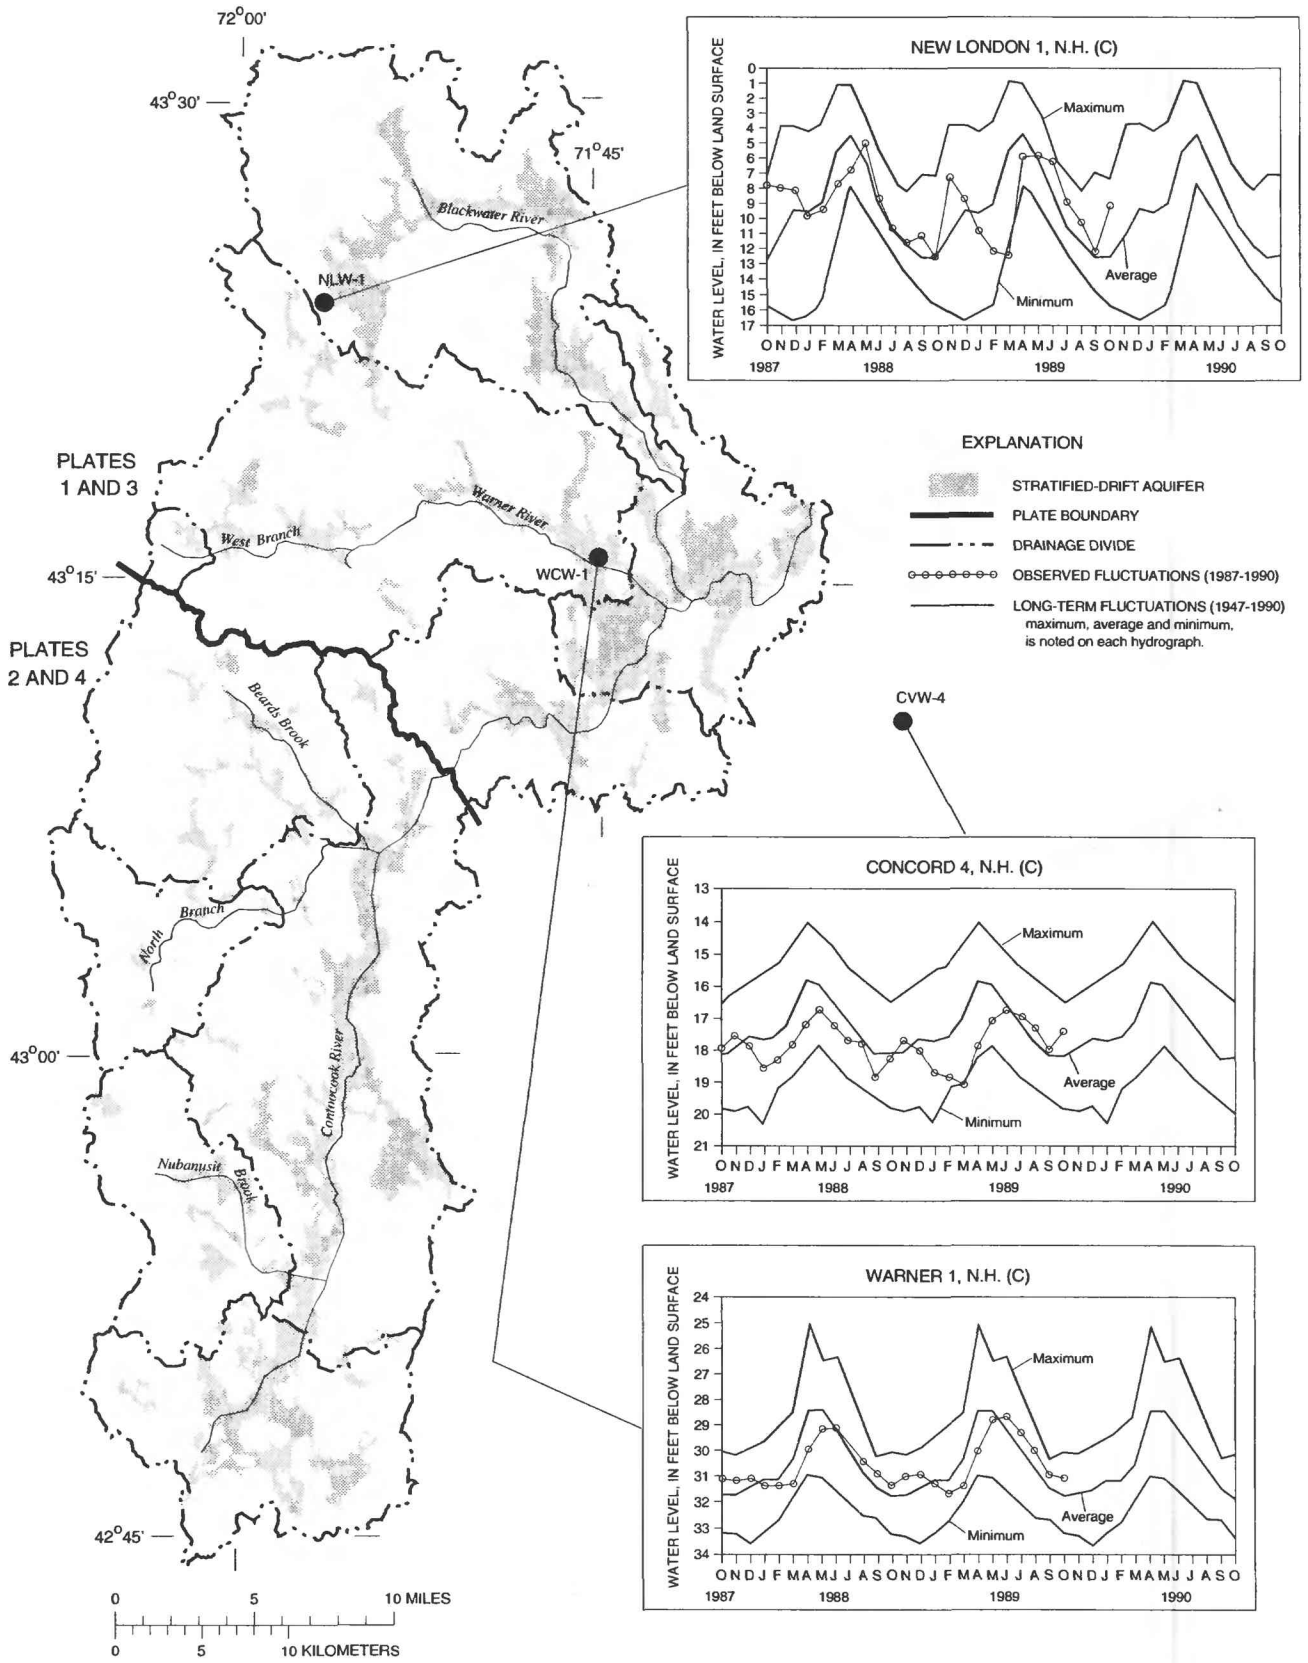 72°00'
43°30'
71°45'
Blackwater River
NLW-1
PLATES
1 AND 3
West Branch
Warner River
WCW-1
43°15'
PLATES
2 AND 4
Beards Brook
North Branch
Contoocook River
43°00'
Nubanusit Brook
42°45'
0 5 10 MILES
0 5 10 KILOMETERS
NEW LONDON 1, N.H. (C)
WATER LEVEL, IN FEET BELOW LAND SURFACE
0
1
2
3
4
5
6
7
8
9
10
11
12
13
14
15
16
17
Maximum
Average
Minimum
O N D J F M A M J J A S O N D J F M A M J J A S O N D J F M A M J J A S O
1987 1988 1989 1990
EXPLANATION
STRATIFIED-DRIFT AQUIFER
PLATE BOUNDARY
DRAINAGE DIVIDE
OBSERVED FLUCTUATIONS (1987-1990)
LONG-TERM FLUCTUATIONS (1947-1990)
maximum, average and minimum,
is noted on each hydrograph.
CVW-4
CONCORD 4, N.H. (C)
WATER LEVEL, IN FEET BELOW LAND SURFACE
13
14
15
16
17
18
19
20
21
Maximum
Average
Minimum
O N D J F M A M J J A S O N D J F M A M J J A S O N D J F M A M J J A S O
1987 1988 1989 1990
WARNER 1, N.H. (C)
WATER LEVEL, IN FEET BELOW LAND SURFACE
24
25
26
27
28
29
30
31
32
33
34
Maximum
Average
Minimum
O N D J F M A M J J A S O N D J F M A M J J A S O N D J F M A M J J A S O
1987 1988 1989 1990